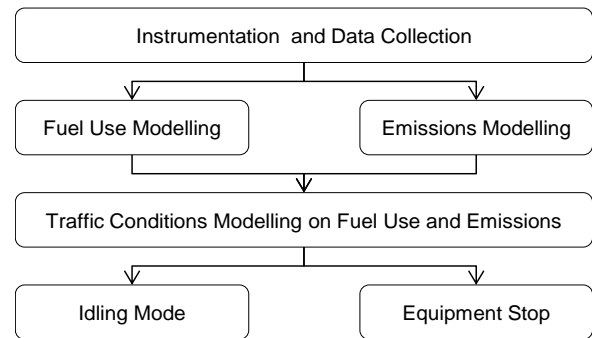 Instrumentation and Data Collection
Fuel Use Modelling
Emissions Modelling
Traffic Conditions Modelling on Fuel Use and Emissions
Idling Mode
Equipment Stop